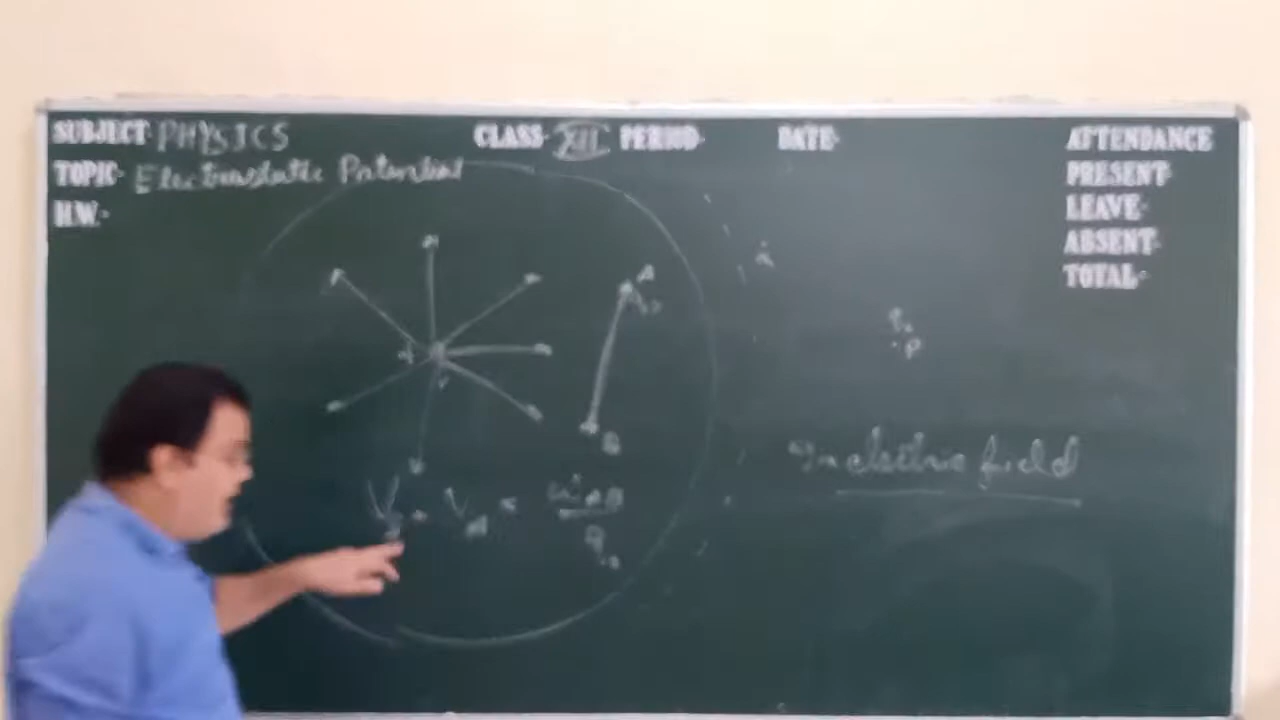 SUBJECT- PHYSICS CLASS- XII PERIOD- DATE-
TOPIC- Electrostatic Potential
H.W.-
ATTENDANCE
PRESENT-
LEAVE-
ABSENT-
TOTAL-
A
P
B
In electric field